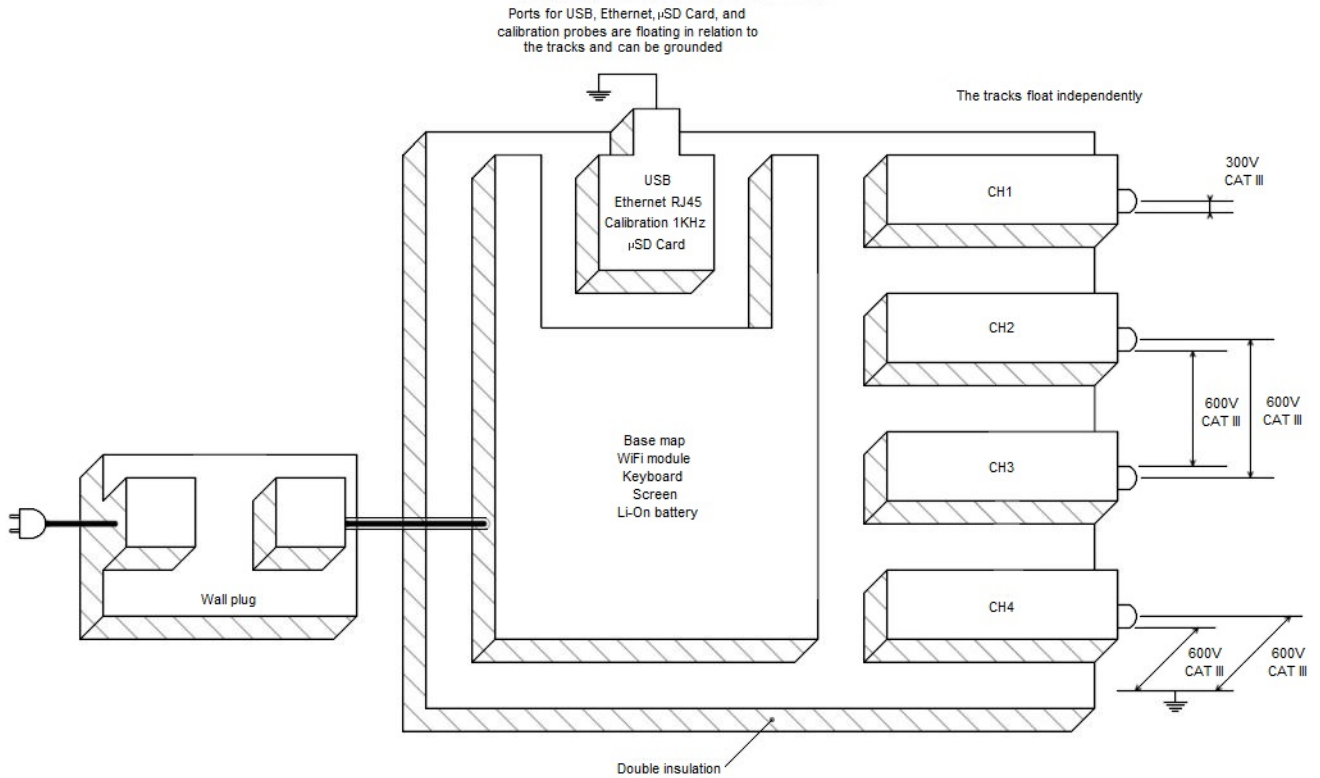 Ports for USB, Ethernet, μSD Card, and
calibration probes are floating in relation to
the tracks and can be grounded
The tracks float independently
USB
Ethernet RJ45
Calibration 1KHz
μSD Card
CH1
300V
CAT III
CH2
600V
CAT III
600V
CAT III
Base map
WiFi module
Keyboard
Screen
Li-On battery
CH3
Wall plug
CH4
600V
CAT III
600V
CAT III
Double insulation